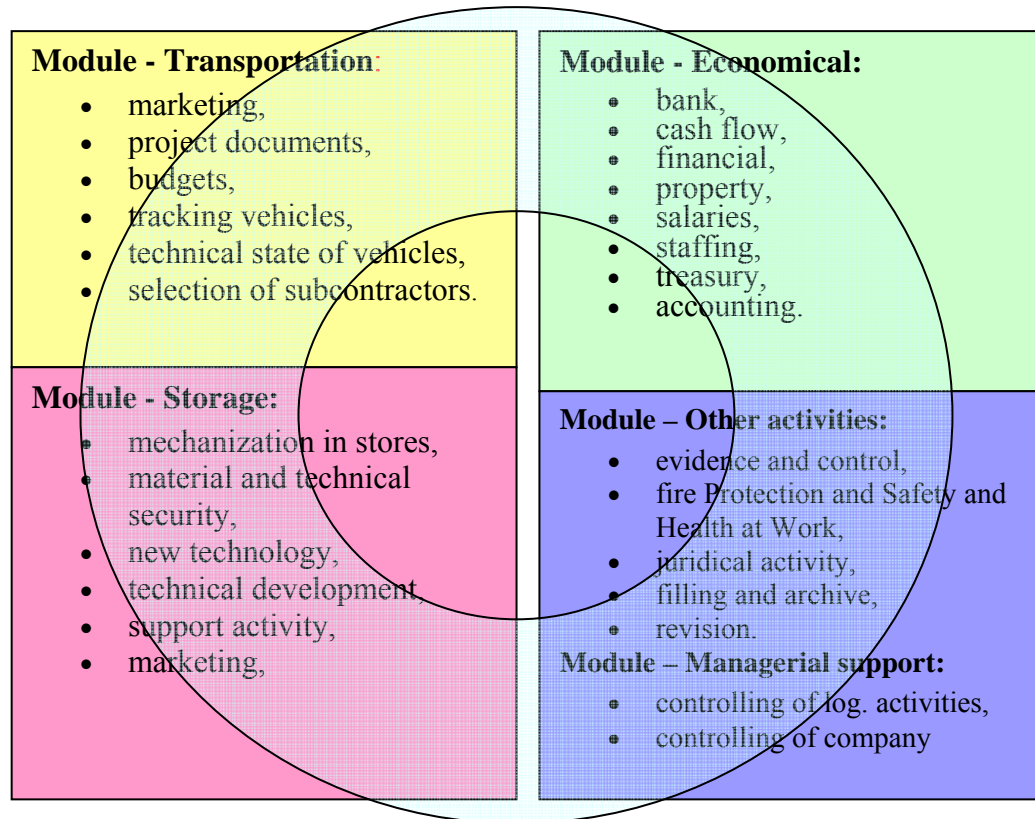 Module - Transportation:
• marketing,
• project documents,
• budgets,
• tracking vehicles,
• technical state of vehicles,
• selection of subcontractors.
Module - Economical:
• bank,
• cash flow,
• financial,
• property,
• salaries,
• staffing,
• treasury,
• accounting.
Module - Storage:
• mechanization in stores,
• material and technical
security,
• new technology,
• technical development,
• support activity,
• marketing,
Module – Other activities:
• evidence and control,
• fire Protection and Safety and
Health at Work,
• juridical activity,
• filling and archive,
• revision.
Module – Managerial support:
• controlling of log. activities,
• controlling of company